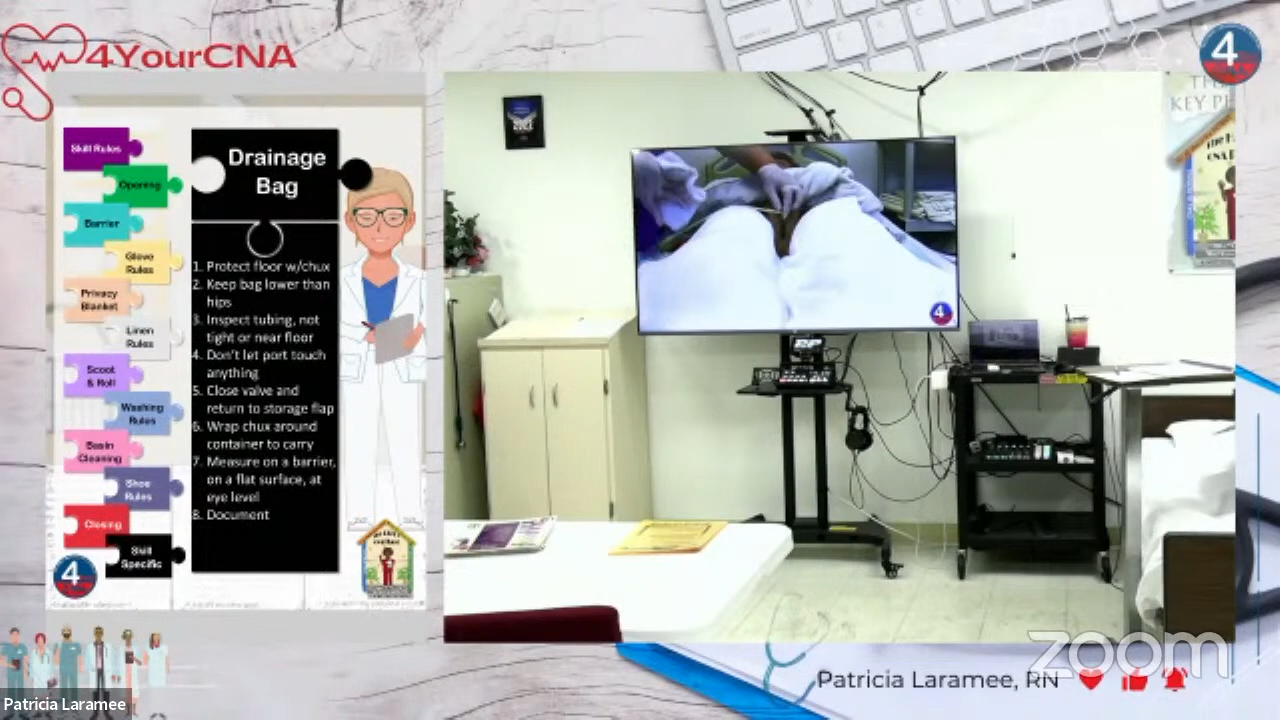 4YourCNA
4
THE
KEY PE
Skill Rules
Opening
Barrier
Glove
Rules
Privacy
Blanket
Linen
Rules
Scoot
& Roll
Washing
Rules
Basin
Cleaning
Shoe
Rules
Closing
Skill
Specific
Drainage
Bag
1. Protect floor w/chux
2. Keep bag lower than
hips
3. Inspect tubing, not
tight or near floor
4. Don't let port touch
anything
5. Close valve and
return to storage flap
6. Wrap chux around
container to carry
7. Measure on a barrier,
on a flat surface, at
eye level
8. Document
4
4
zoom
Patricia Laramee, RN
Patricia Laramee